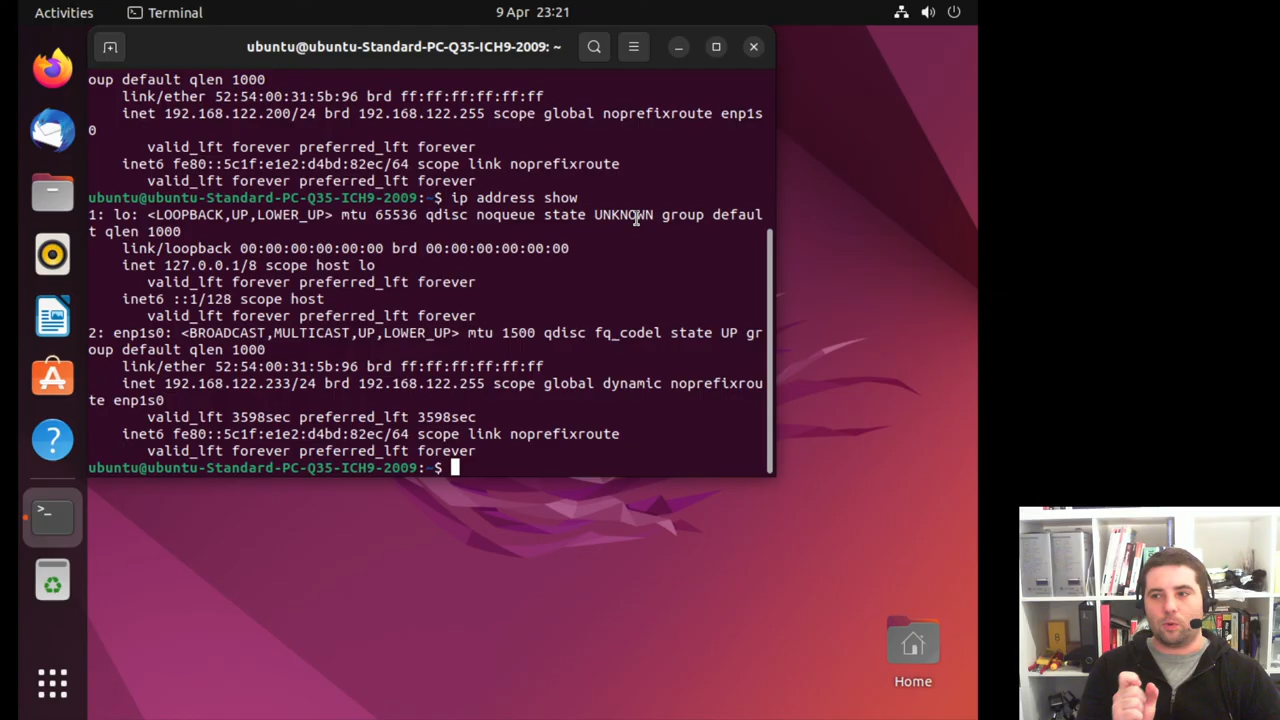 Activities
Terminal
9 Apr 23:21
ubuntu@ubuntu-Standard-PC-Q35-ICH9-2009: ~
oup default qlen 1000
link/ether 52:54:00:31:5b:96 brd ff:ff:ff:ff:ff:ff
inet 192.168.122.200/24 brd 192.168.122.255 scope global noprefixroute enp1s
0
valid_lft forever preferred_lft forever
inet6 fe80::5c1f:e1e2:d4bd:82ec/64 scope link noprefixroute
valid_lft forever preferred_lft forever
ubuntu@ubuntu-Standard-PC-Q35-ICH9-2009:~$ ip address show
1: lo: <LOOPBACK,UP,LOWER_UP> mtu 65536 qdisc noqueue state UNKNOWN group defaul
t qlen 1000
link/loopback 00:00:00:00:00:00 brd 00:00:00:00:00:00
inet 127.0.0.1/8 scope host lo
valid_lft forever preferred_lft forever
inet6 ::1/128 scope host
valid_lft forever preferred_lft forever
2: enp1s0: <BROADCAST,MULTICAST,UP,LOWER_UP> mtu 1500 qdisc fq_codel state UP gr
oup default qlen 1000
link/ether 52:54:00:31:5b:96 brd ff:ff:ff:ff:ff:ff
inet 192.168.122.233/24 brd 192.168.122.255 scope global dynamic noprefixrou
te enp1s0
valid_lft 3598sec preferred_lft 3598sec
inet6 fe80::5c1f:e1e2:d4bd:82ec/64 scope link noprefixroute
valid_lft forever preferred_lft forever
ubuntu@ubuntu-Standard-PC-Q35-ICH9-2009:~$
Home